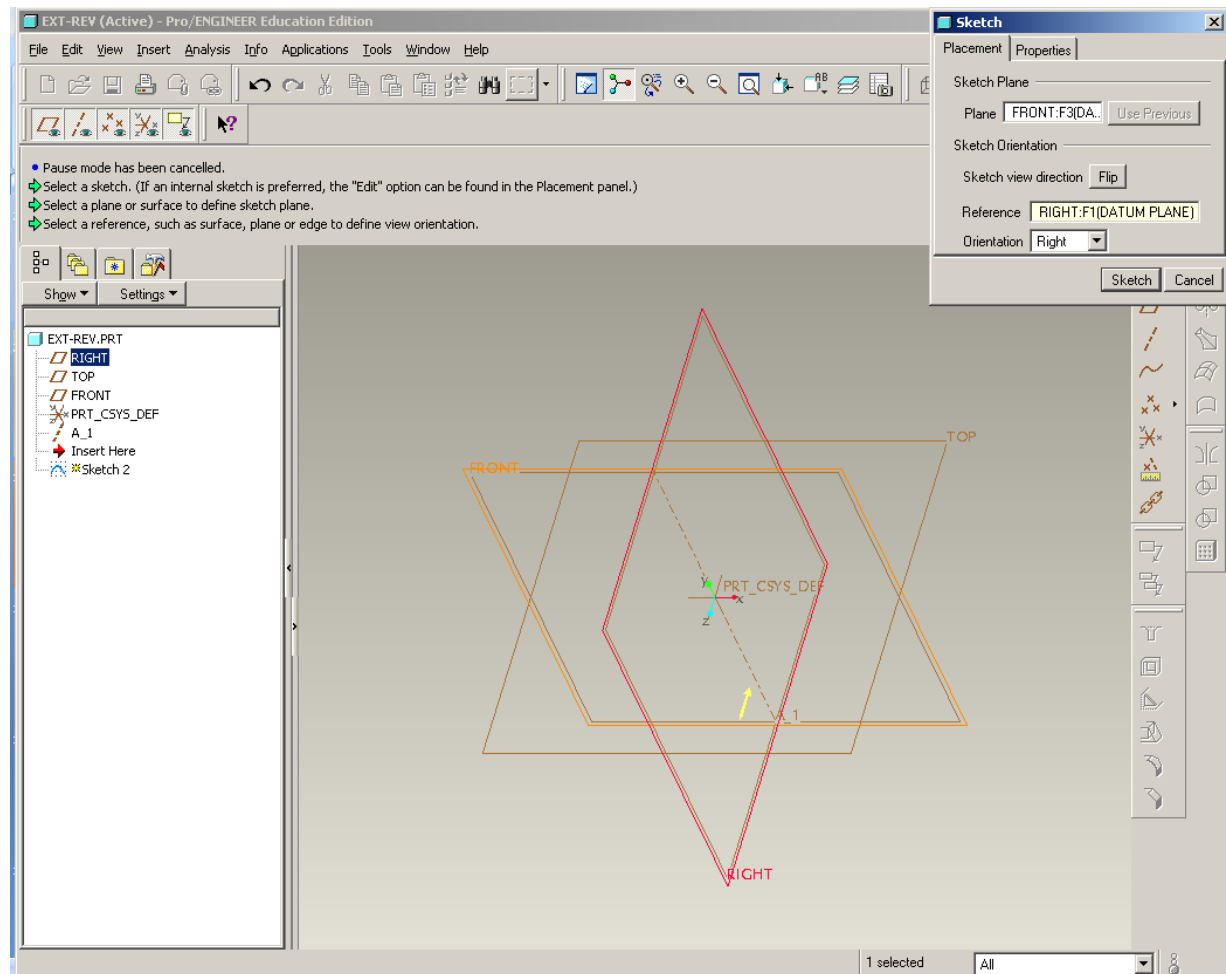 EXT-REV (Active) - Pro/ENGINEER Education Edition
File Edit View Insert Analysis Info Applications Tools Window Help
Pause mode has been cancelled.
Select a sketch. (If an internal sketch is preferred, the "Edit" option can be found in the Placement panel.)
Select a plane or surface to define sketch plane.
Select a reference, such as surface, plane or edge to define view orientation.
Show Settings
EXT-REV.PRT
RIGHT
TOP
FRONT
PRT_CSYS_DEF
A_1
Insert Here
Sketch 2
Sketch
Placement Properties
Sketch Plane
Plane FRONT:F3(DA.. Use Previous
Sketch Orientation
Sketch view direction Flip
Reference RIGHT:F1(DATUM PLANE)
Orientation Right
Sketch Cancel
TOP
FRONT
Y PRT_CSYS_DEF
X
Z
A_1
RIGHT
1 selected All